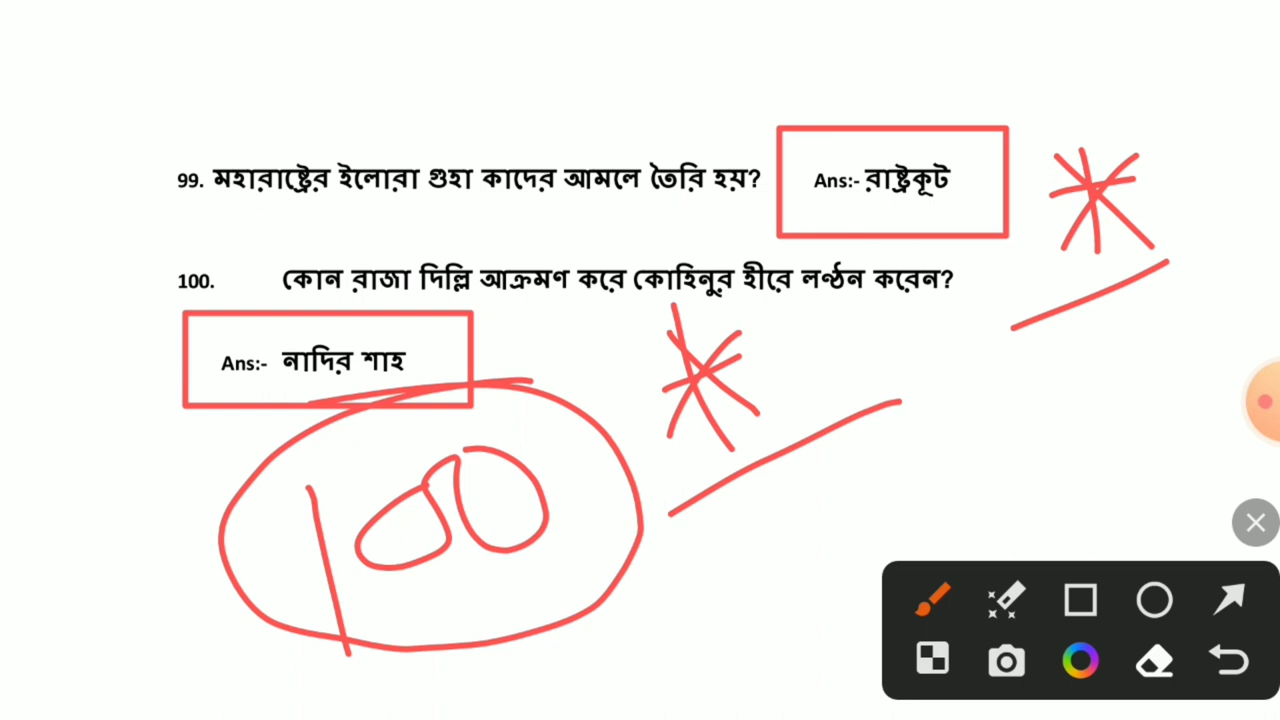 99. মহারাষ্ট্রের ইলোরা গুহা কাদের আমলে তৈরি হয়? Ans:- রাষ্ট্রকূট
100. কোন রাজা দিল্লি আক্রমণ করে কোহিনুর হীরে লণ্ঠন করেন?
Ans:- নাদির শাহ
100